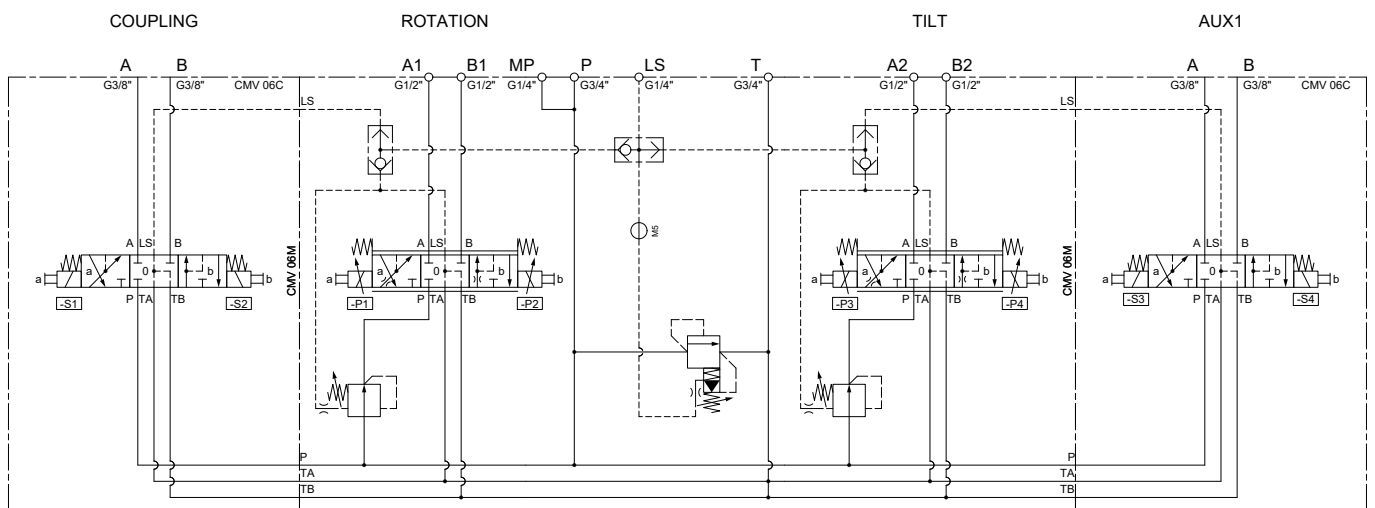 COUPLING ROTATION TILT AUX1
A B A1 B1 MP P LS T A2 B2 A B
G3/8" G3/8" CMV 06C G1/2" G1/2" G1/4" G3/4" G1/4" G3/4" G1/2" G1/2" G3/8" G3/8" CMV 06C
LS LS
M5
A LS B A LS B A LS B A LS B
a a 0 b b a a 0 b b a a 0 b b a a 0 b b
CMV 06M CMV 06M
P TA TB P TA TB P TA TB P TA TB
-S1 -S2 -P1 -P2 -P3 -P4 -S3 -S4
P P
TA TA
TB TB